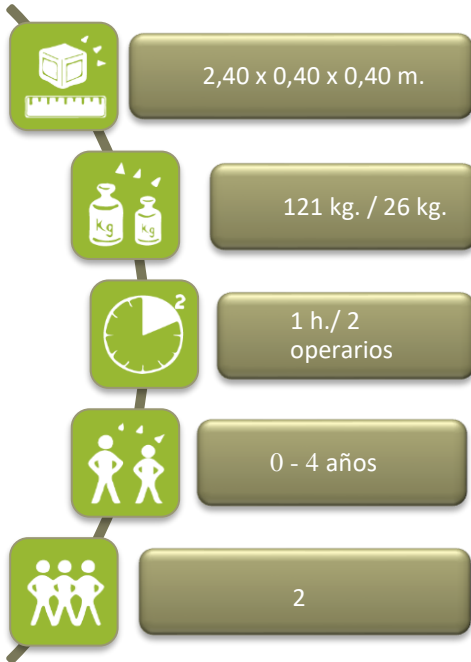 2,40 x 0,40 x 0,40 m.
Kg Kg
121 kg. / 26 kg.
2
1 h./ 2
operarios
0 - 4 años
2